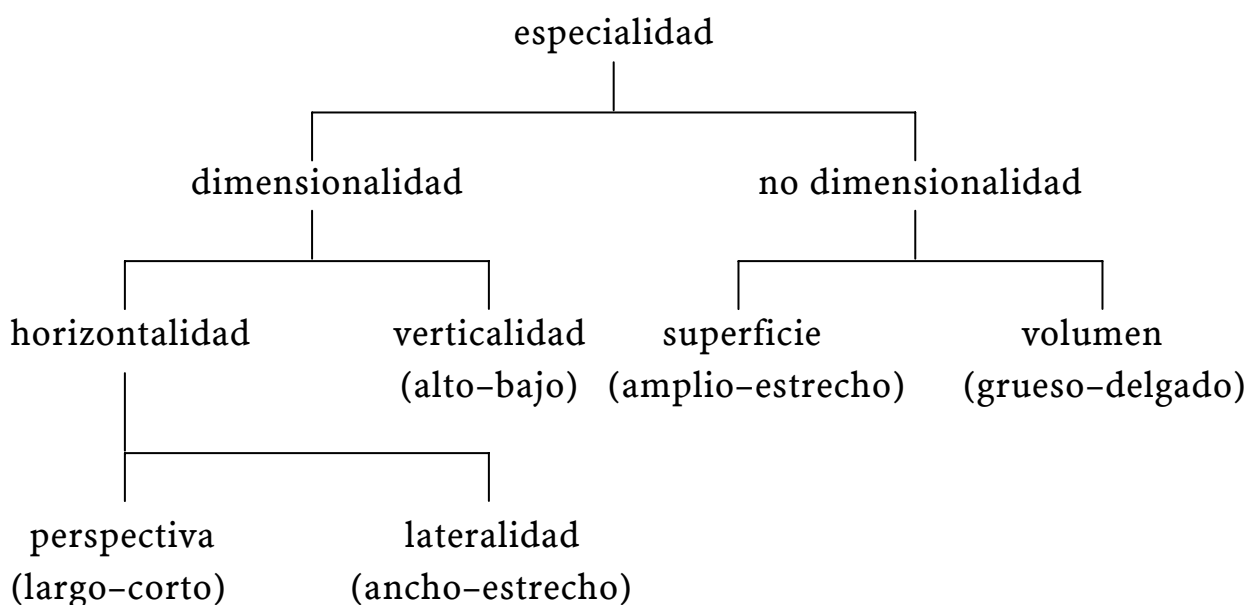 especialidad
dimensionalidad no dimensionalidad
horizontalidad verticalidad superficie volumen
(alto–bajo) (amplio–estrecho) (grueso–delgado)
perspectiva lateralidad
(largo–corto) (ancho–estrecho)